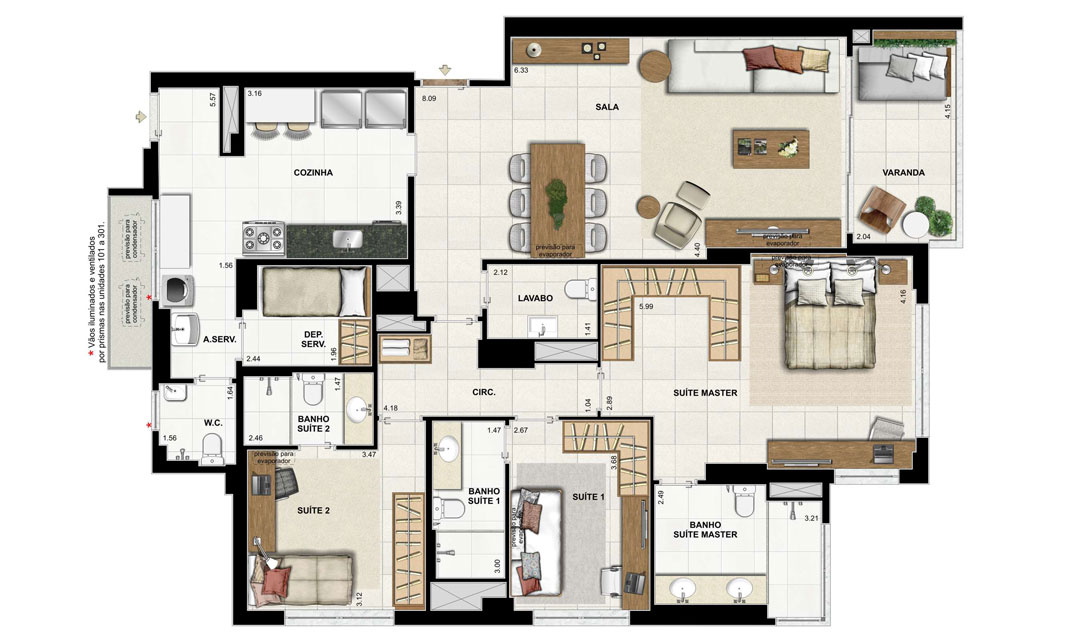 6.33
8.09
SALA
4.15
VARANDA
2.04
4.40
previsão para
evaporador
previsão para
evaporador
5.57
3.16
COZINHA
3.39
1.56
previsão para
condensador
previsão para
condensador
* Vãos iluminados e ventilados
por prismas nas unidades 101 a 301.
*
*
A.SERV.
2.44
DEP.
SERV.
1.96
2.12
LAVABO
1.41
5.99
previsão para
evaporador
4.16
SUÍTE MASTER
CIRC.
4.18
1.04
2.89
1.64
W.C.
1.56
1.47
BANHO
SUÍTE 2
2.46
3.47
previsão para
evaporador
SUÍTE 2
3.12
1.47
BANHO
SUÍTE 1
3.00
2.67
3.68
SUÍTE 1
previsão para
evaporador
2.49
BANHO
SUÍTE MASTER
3.21